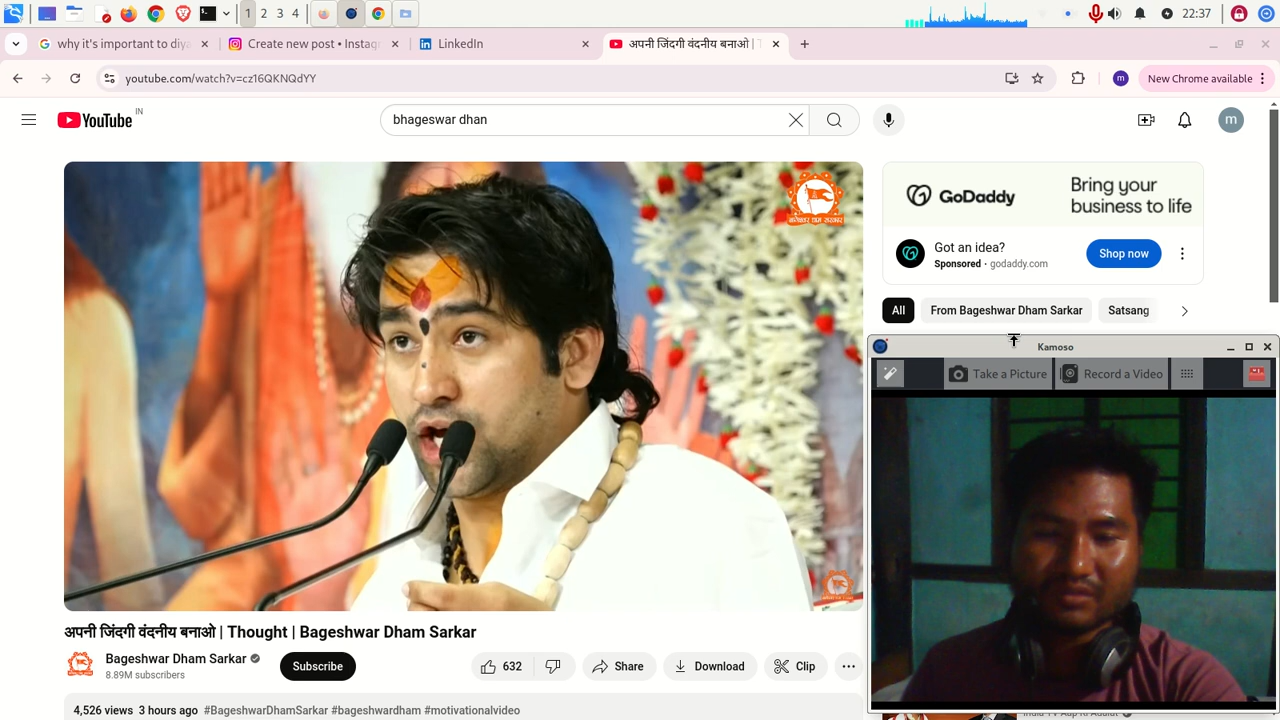 22:37
1 2 3 4
why it's important to diy
Create new post • Instag
LinkedIn
अपनी जिंदगी वंदनीय बनाओ | T
youtube.com/watch?v=cz16QKNQdYY
m
New Chrome available
YouTube IN
bhageswar dhan
m
GoDaddy
Bring your
business to life
Got an idea?
Sponsored • godaddy.com
Shop now
All
From Bageshwar Dham Sarkar
Satsang
Kamoso
Take a Picture
Record a Video
अपनी जिंदगी वंदनीय बनाओ | Thought | Bageshwar Dham Sarkar
Bageshwar Dham Sarkar
8.89M subscribers
Subscribe
632
Share
Download
Clip
4,526 views 3 hours ago #BageshwarDhamSarkar #bageshwardham #motivationalvideo